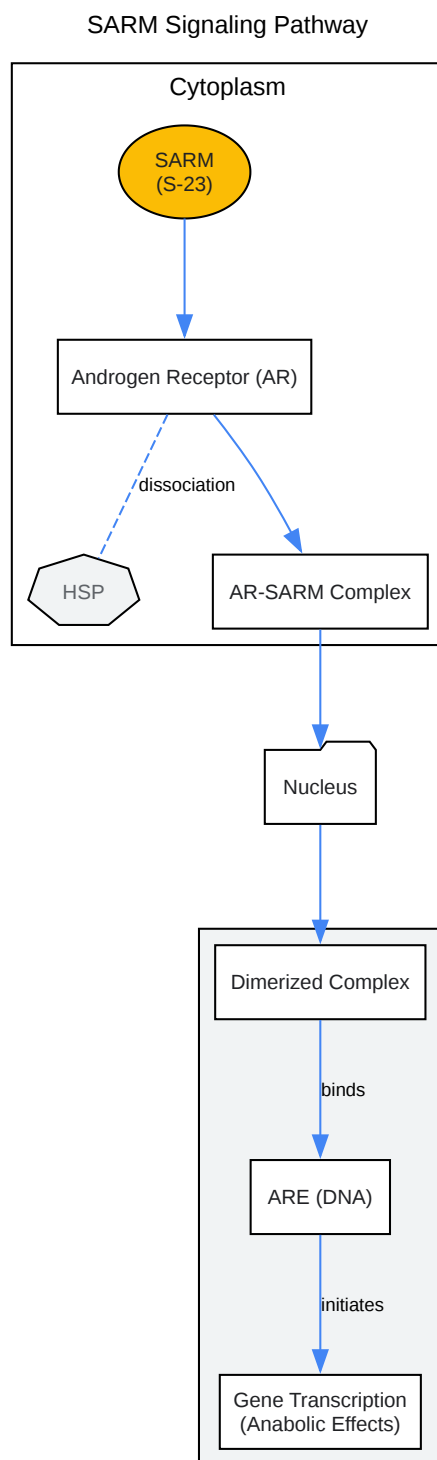 SARM Signaling Pathway
Cytoplasm
SARM
(S-23)
Androgen Receptor (AR)
dissociation
HSP
AR-SARM Complex
Nucleus
Dimerized Complex
binds
ARE (DNA)
initiates
Gene Transcription
(Anabolic Effects)